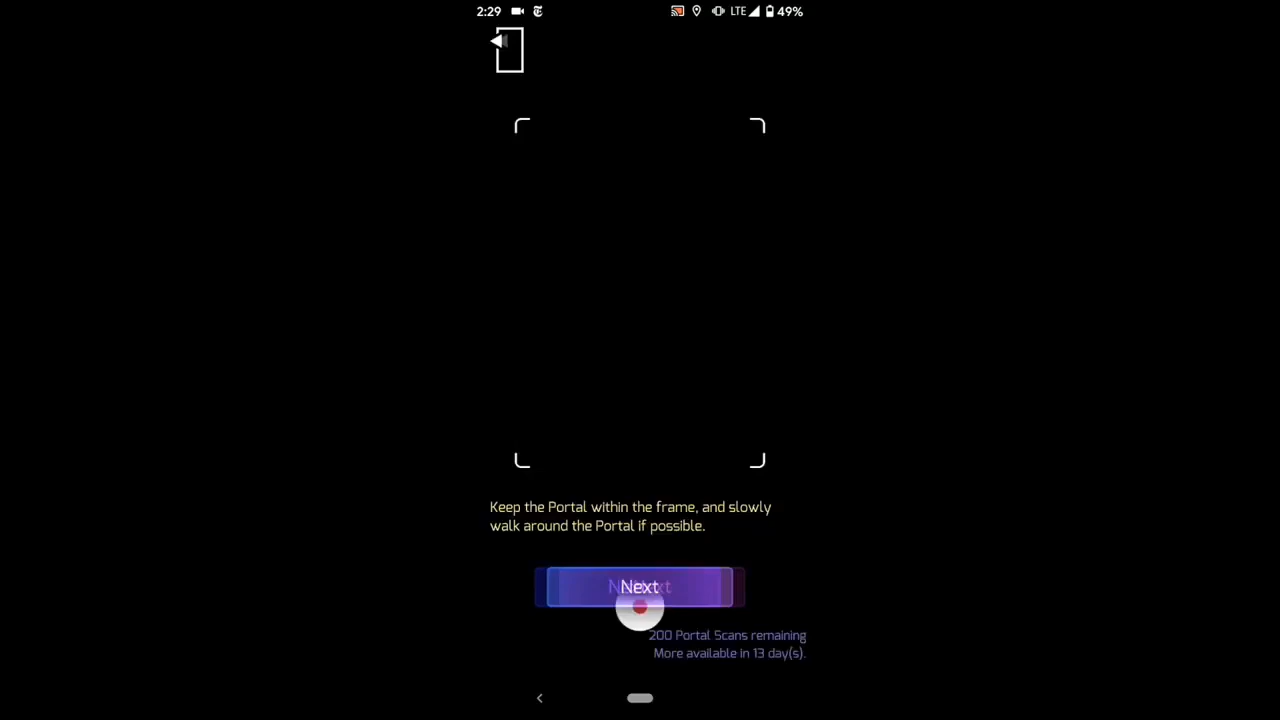 2:29 LTE 49%
Keep the Portal within the frame, and slowly
walk around the Portal if possible.
Next
200 Portal Scans remaining
More available in 13 day(s).